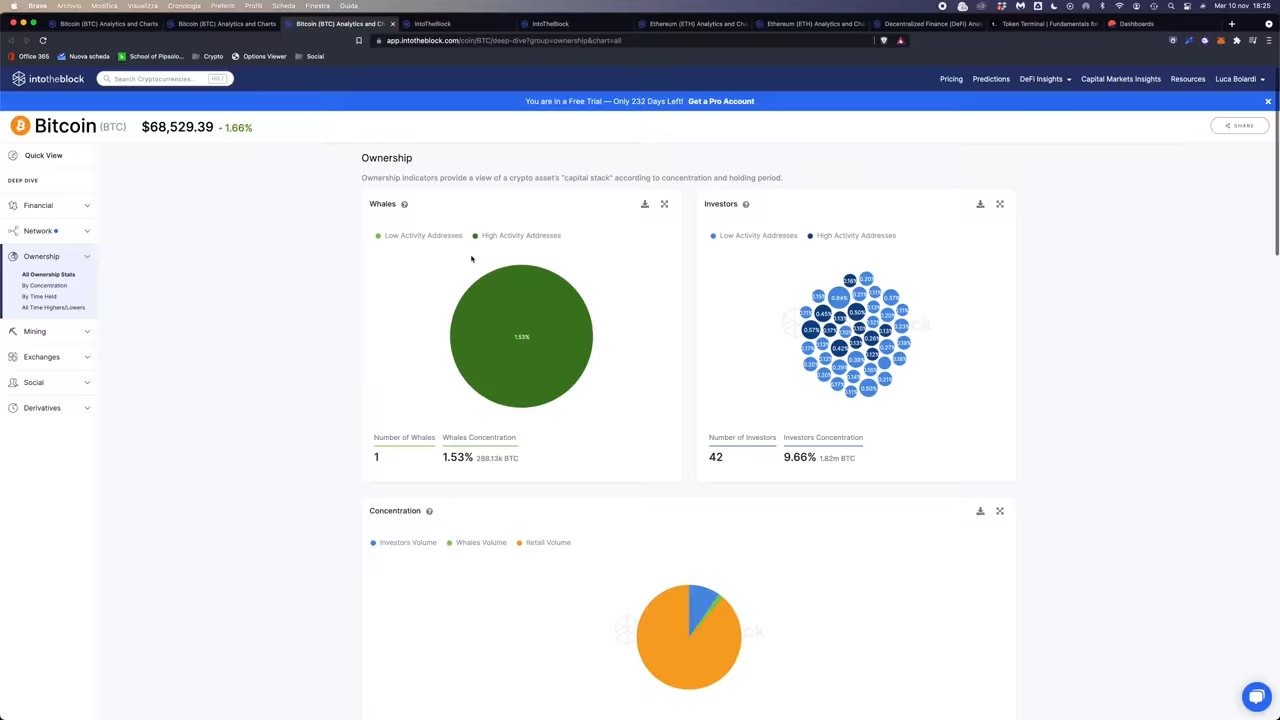 Brave Browser Archivio Modifica Visualizza Cronologia Preferiti Profili Scheda Finestra Guida Mer 10 nov 18:25
Bitcoin (BTC) Analytics and Charts
Bitcoin (BTC) Analytics and Charts
Bitcoin (BTC) Analytics and Ch
IntoTheBlock
IntoTheBlock
Ethereum (ETH) Analytics and Ch
Ethereum (ETH) Analytics and Ch
Decentralized Finance (DeFi) Ana
Token Terminal | Fundamentals fo
Dashboards
app.intotheblock.com/coin/BTC/deep-dive?group=ownership&chart=all
Office 365 Nuova scheda School of Pipsolo... Crypto Options Viewer Social
intotheblock Search Cryptocurrencies... Hit / Pricing Predictions DeFi Insights Capital Markets Insights Resources Luca Boiardi
You are in a Free Trial — Only 232 Days Left! Get a Pro Account
Bitcoin (BTC) $68,529.39 1.66% SHARE
Quick View
DEEP DIVE
Financial
Network
Ownership
All Ownership Stats
By Concentration
By Time Held
All Time Highers/Lowers
Mining
Exchanges
Social
Derivatives
Ownership
Ownership Indicators provide a view of a crypto asset's "capital stack" according to concentration and holding period.
Whales
Low Activity Addresses High Activity Addresses
1.53%
Number of Whales Whales Concentration
1 1.53% 288.13k BTC
Investors
Low Activity Addresses High Activity Addresses
Number of Investors Investors Concentration
42 9.66% 1.82m BTC
Concentration
Investors Volume Whales Volume Retail Volume